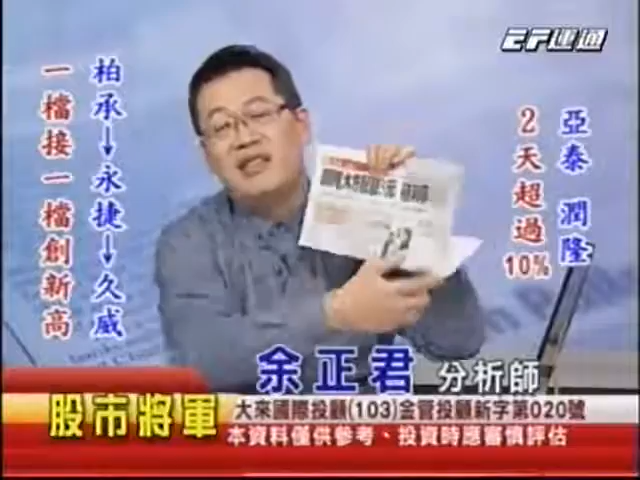 EF運通
柏承→永捷→久威
一檔接一檔創新高
亞泰 潤隆
2天超過10%
余正君 分析師
股市將軍
大來國際投顧(103)金管投顧新字第020號
本資料僅供參考、投資時應審慎評估